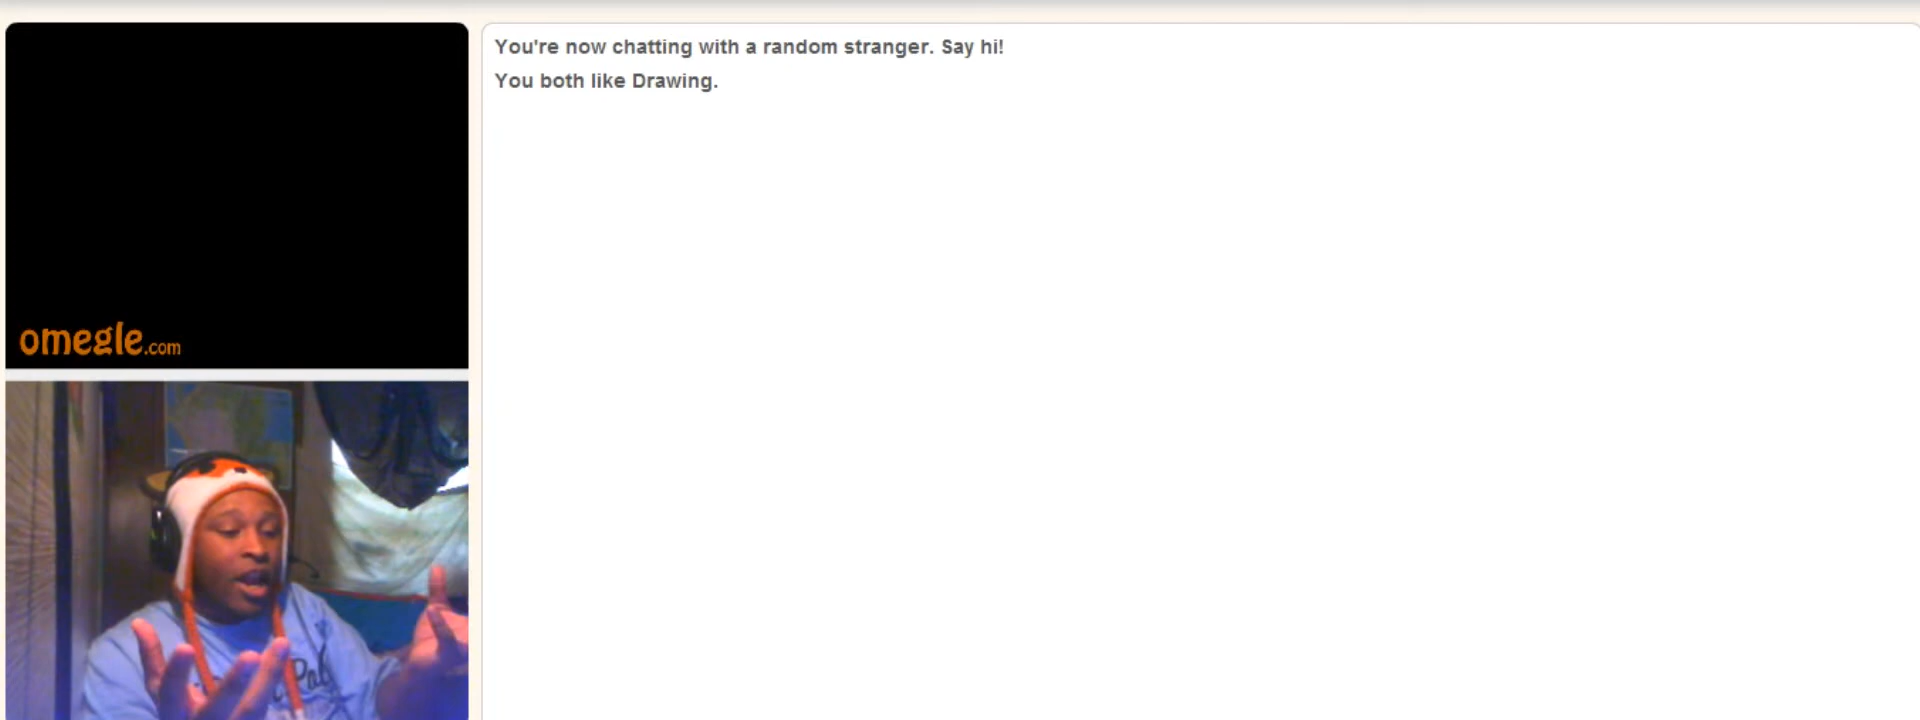 You're now chatting with a random stranger. Say hi!
You both like Drawing.
omegle.com